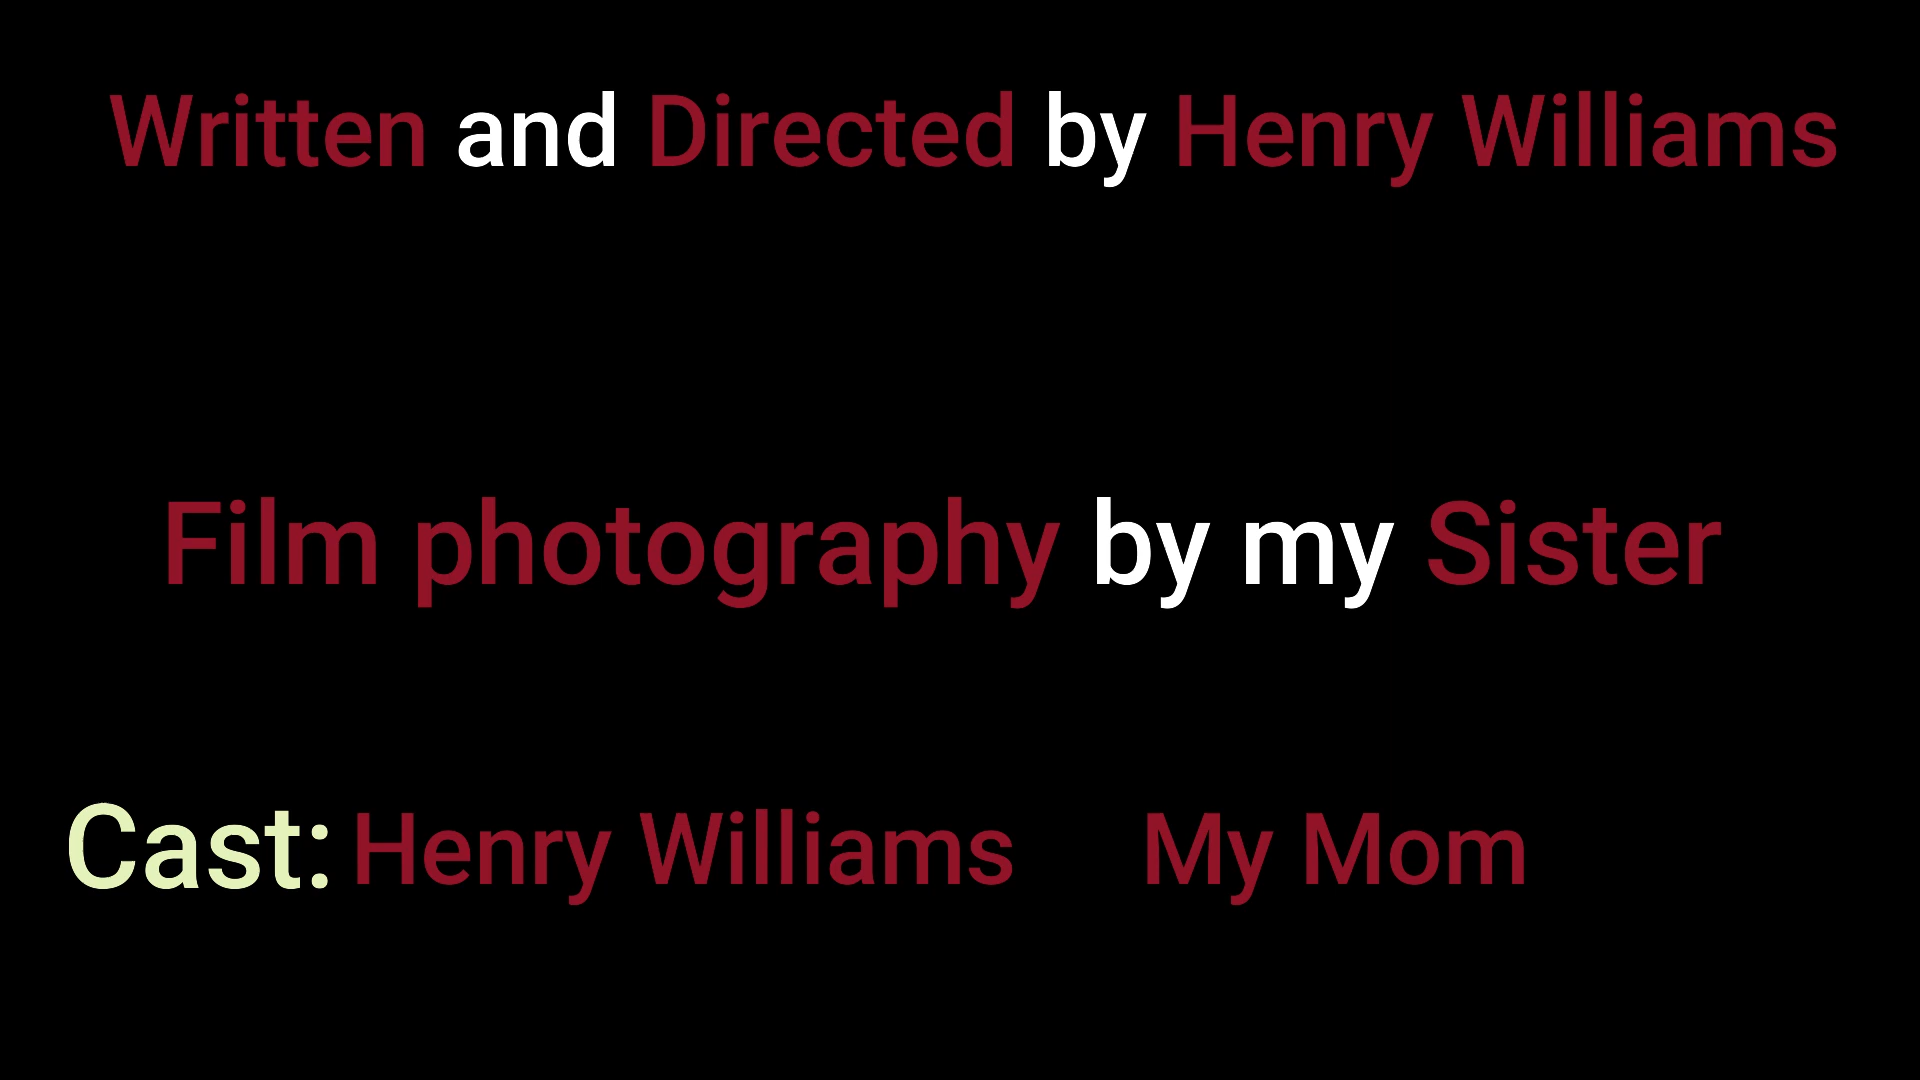 Written and Directed by Henry Williams
Film photography by my Sister
Cast: Henry Williams My Mom